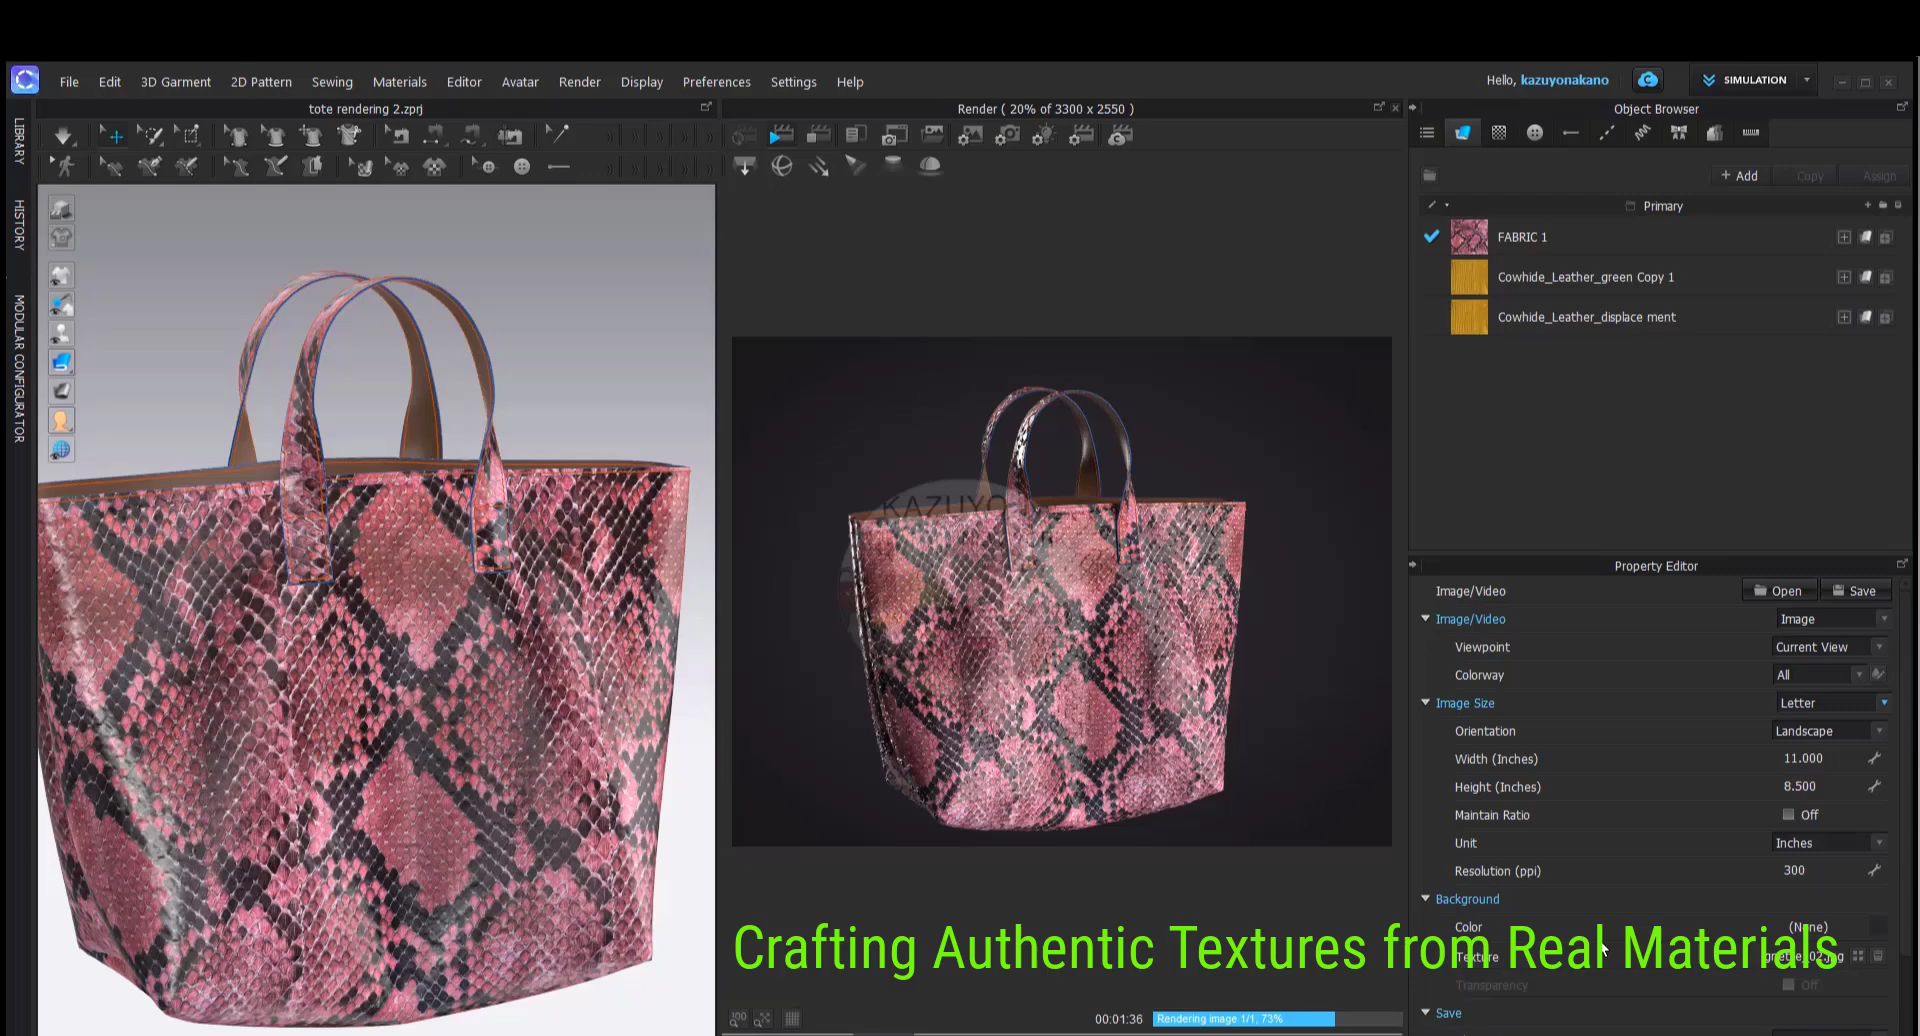 File Edit 3D Garment 2D Pattern Sewing Materials Editor Avatar Render Display Preferences Settings Help
Hello, kazuyonakano
SIMULATION
LIBRARY
HISTORY
MODULAR CONFIGURATOR
tote rendering 2.zprj
Render ( 20% of 3300 x 2550 )
KAZUYO
Object Browser
+ Add Copy Assign
Primary
FABRIC 1
Cowhide_Leather_green Copy 1
Cowhide_Leather_displace ment
Property Editor
Image/Video Open Save
Image/Video Image
Viewpoint Current View
Colorway All
Image Size Letter
Orientation Landscape
Width (Inches) 11.000
Height (Inches) 8.500
Maintain Ratio Off
Unit Inches
Resolution (ppi) 300
Background
Color (None)
Texture
Transparency Off
Save
Crafting Authentic Textures from Real Materials
100
00:01:36
Rendering image 1/1, 73%